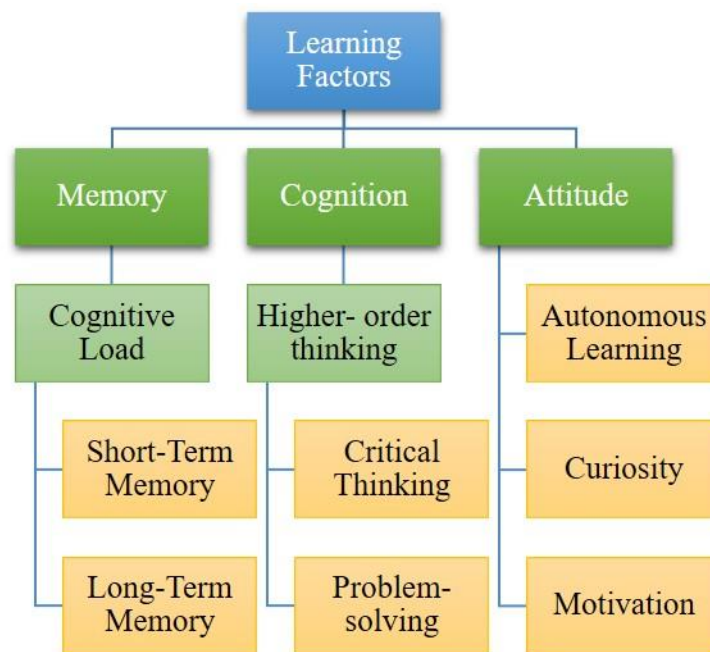 Learning
Factors
Memory
Cognition
Attitude
Cognitive
Load
Higher- order
thinking
Autonomous
Learning
Short-Term
Memory
Critical
Thinking
Curiosity
Long-Term
Memory
Problem-
solving
Motivation